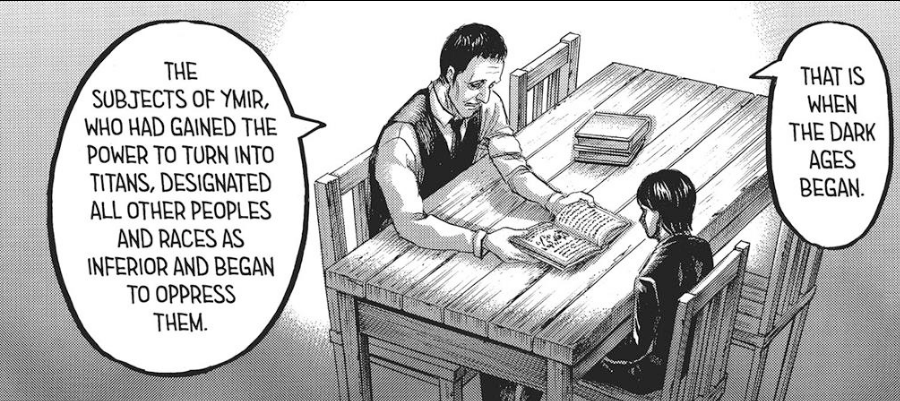 THAT IS
WHEN
THE DARK
AGES
BEGAN.
THE
SUBJECTS OF YMIR,
WHO HAD GAINED THE
POWER TO TURN INTO
TITANS, DESIGNATED
ALL OTHER PEOPLES
AND RACES AS
INFERIOR AND BEGAN
TO OPPRESS
THEM.